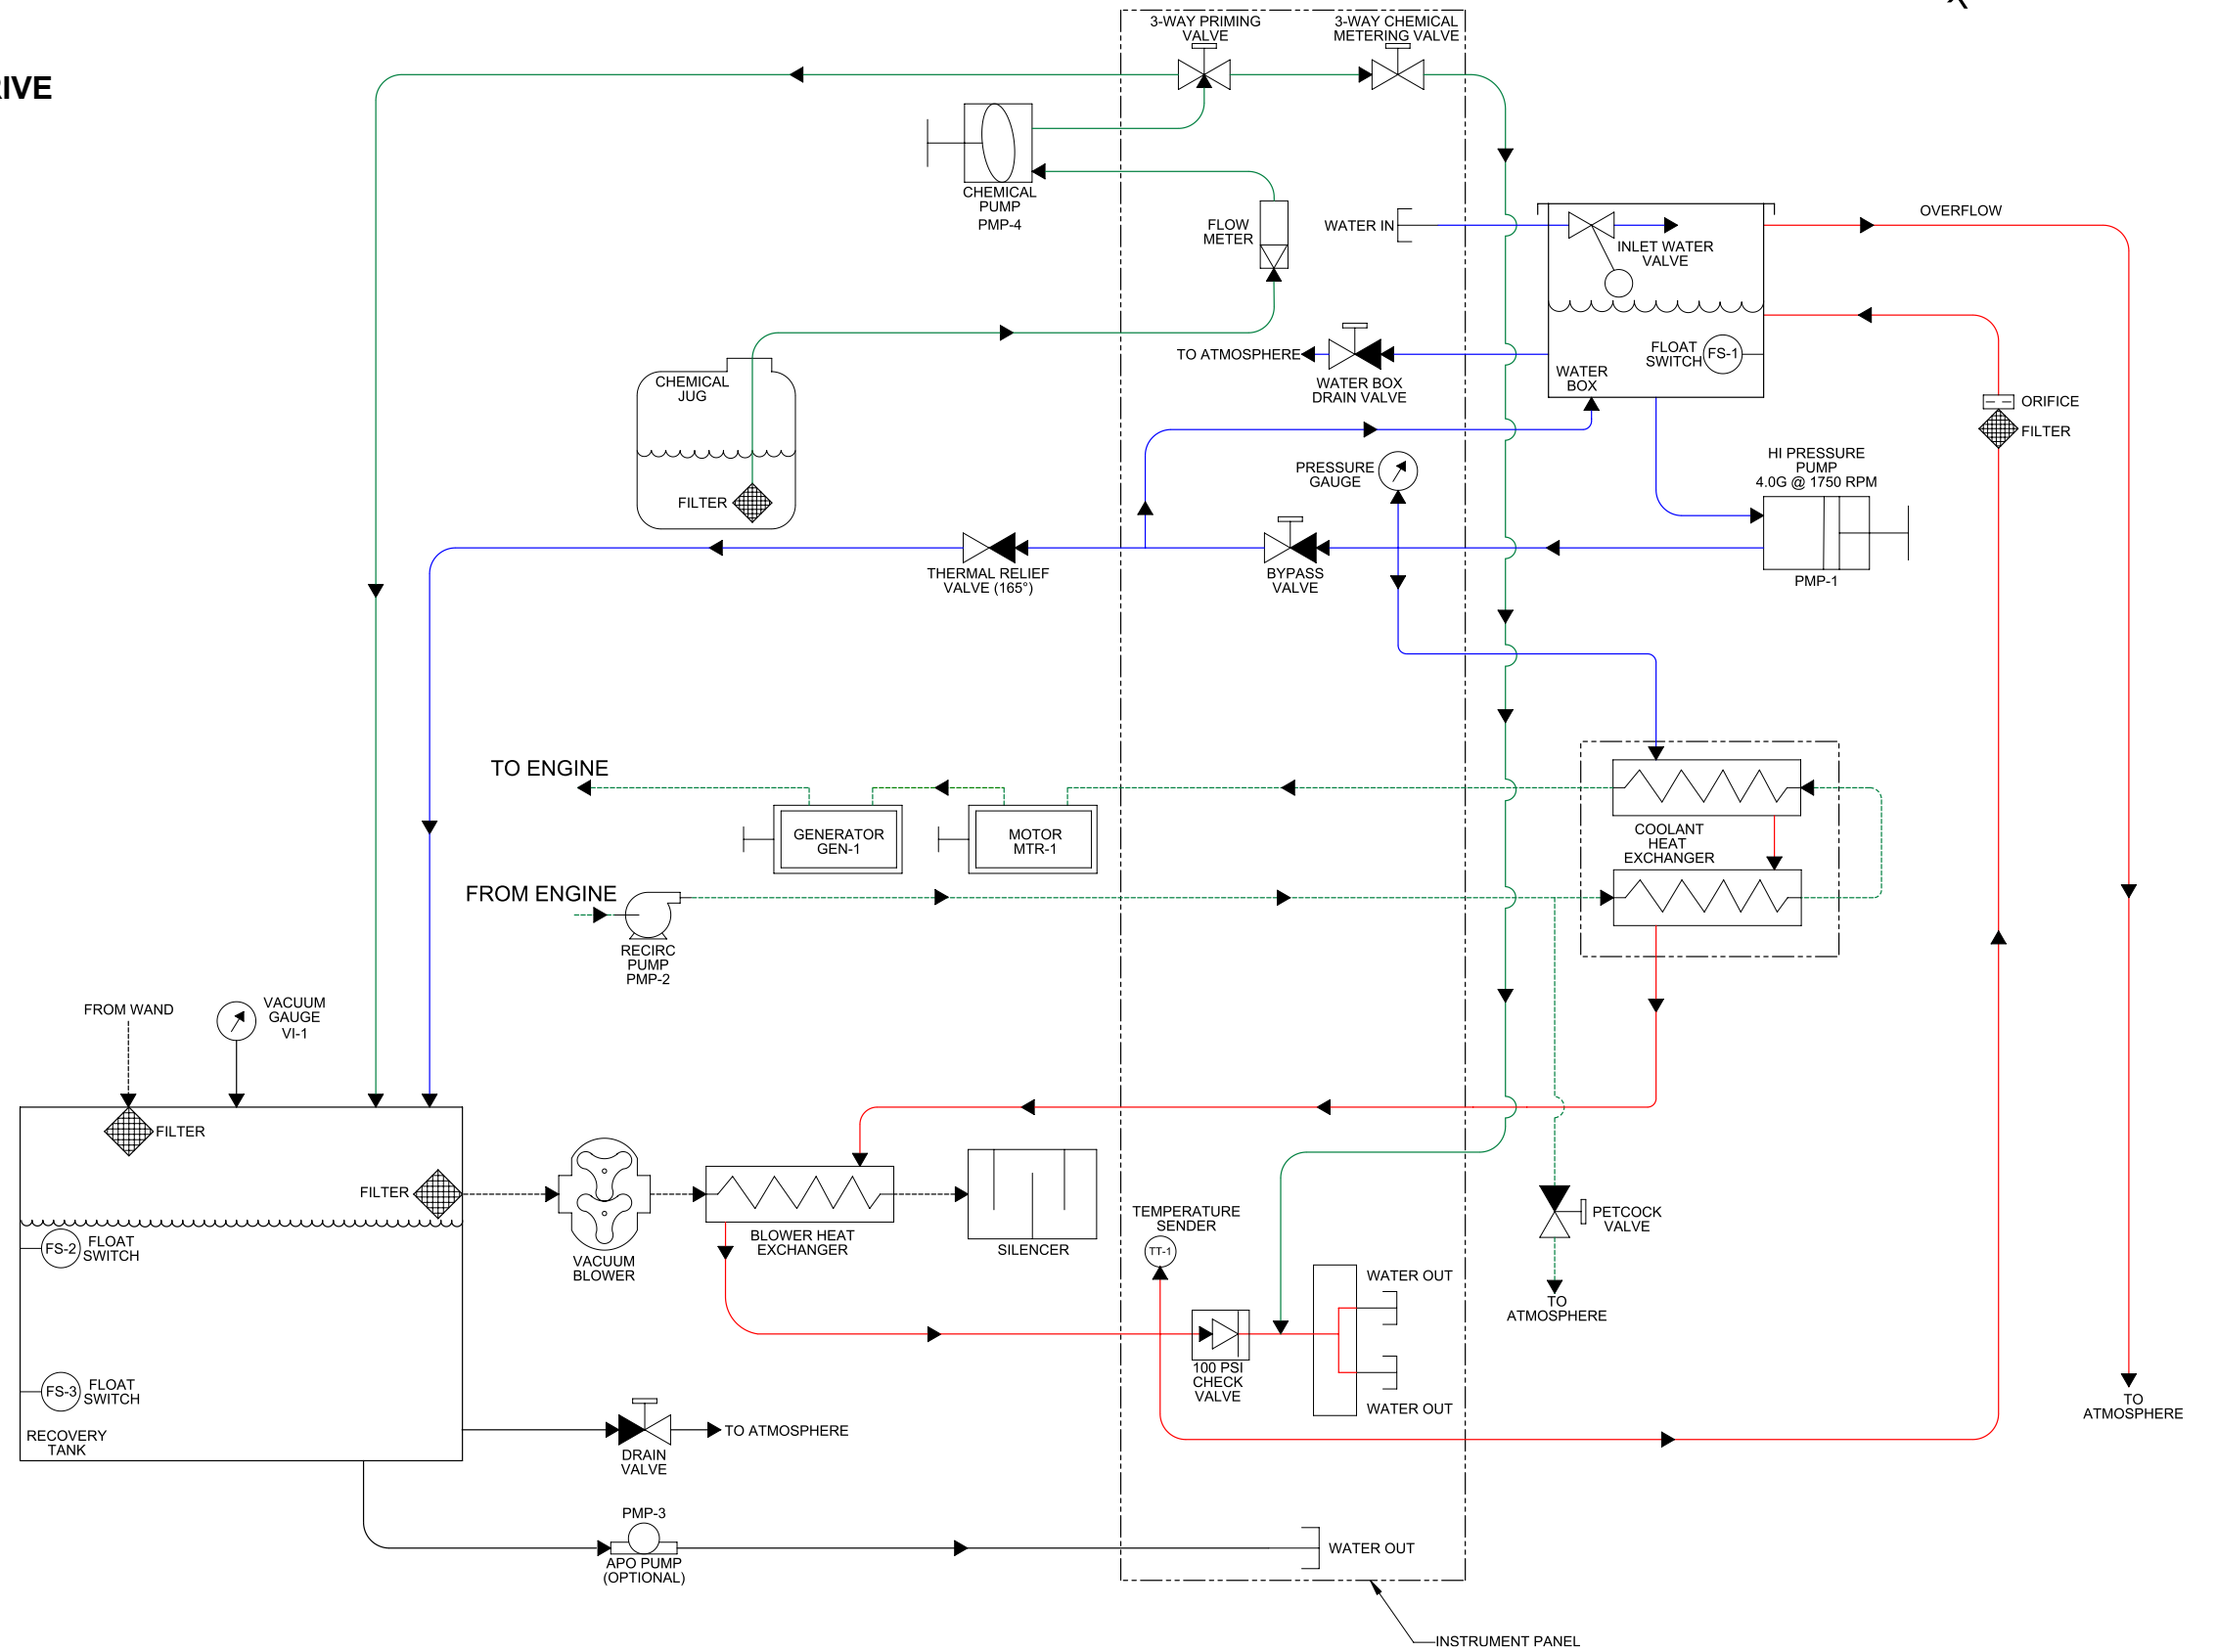 3-WAY PRIMING
VALVE
3-WAY CHEMICAL
METERING VALVE
RIVE
CHEMICAL
PUMP
PMP-4
FLOW
METER
WATER IN
INLET WATER
VALVE
OVERFLOW
TO ATMOSPHERE
WATER BOX
DRAIN VALVE
FLOAT
SWITCH
FS-1
WATER
BOX
CHEMICAL
JUG
FILTER
ORIFICE
FILTER
PRESSURE
GAUGE
HI PRESSURE
PUMP
4.0G @ 1750 RPM
PMP-1
THERMAL RELIEF
VALVE (165°)
BYPASS
VALVE
TO ENGINE
GENERATOR
GEN-1
MOTOR
MTR-1
COOLANT
HEAT
EXCHANGER
FROM ENGINE
RECIRC
PUMP
PMP-2
FROM WAND
VACUUM
GAUGE
VI-1
FILTER
FILTER
FS-2
FLOAT
SWITCH
VACUUM
BLOWER
BLOWER HEAT
EXCHANGER
SILENCER
TEMPERATURE
SENDER
TT-1
PETCOCK
VALVE
TO
ATMOSPHERE
WATER OUT
100 PSI
CHECK
VALVE
WATER OUT
TO
ATMOSPHERE
FS-3
FLOAT
SWITCH
RECOVERY
TANK
DRAIN
VALVE
TO ATMOSPHERE
PMP-3
APO PUMP
(OPTIONAL)
WATER OUT
INSTRUMENT PANEL